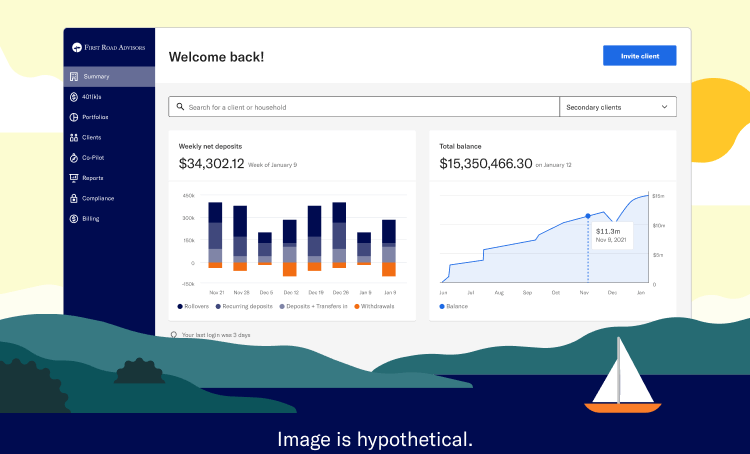 FIRST ROAD ADVISORS
Summary
401(k)s
Portfolios
Clients
Co-Pilot
Reports
Compliance
Billing
Welcome back!
Invite client
Search for a client or household
Secondary clients
Weekly net deposits
$34,302.12 Week of January 9
450k
300k
150k
0
-150k
Nov 21 Nov 28 Dec 5 Dec 12 Dec 19 Dec 26 Jan 8 Jan 9
Rollovers Recurring deposits Deposits + Transfers in Withdrawals
Total balance
$15,350,466.30 on January 12
$15m
$10m
$5m
0
$11.3m
Nov 9, 2021
Jun Jul Aug Sep Oct Nov Dec Jan
Balance
Your last login was 3 days
Image is hypothetical.